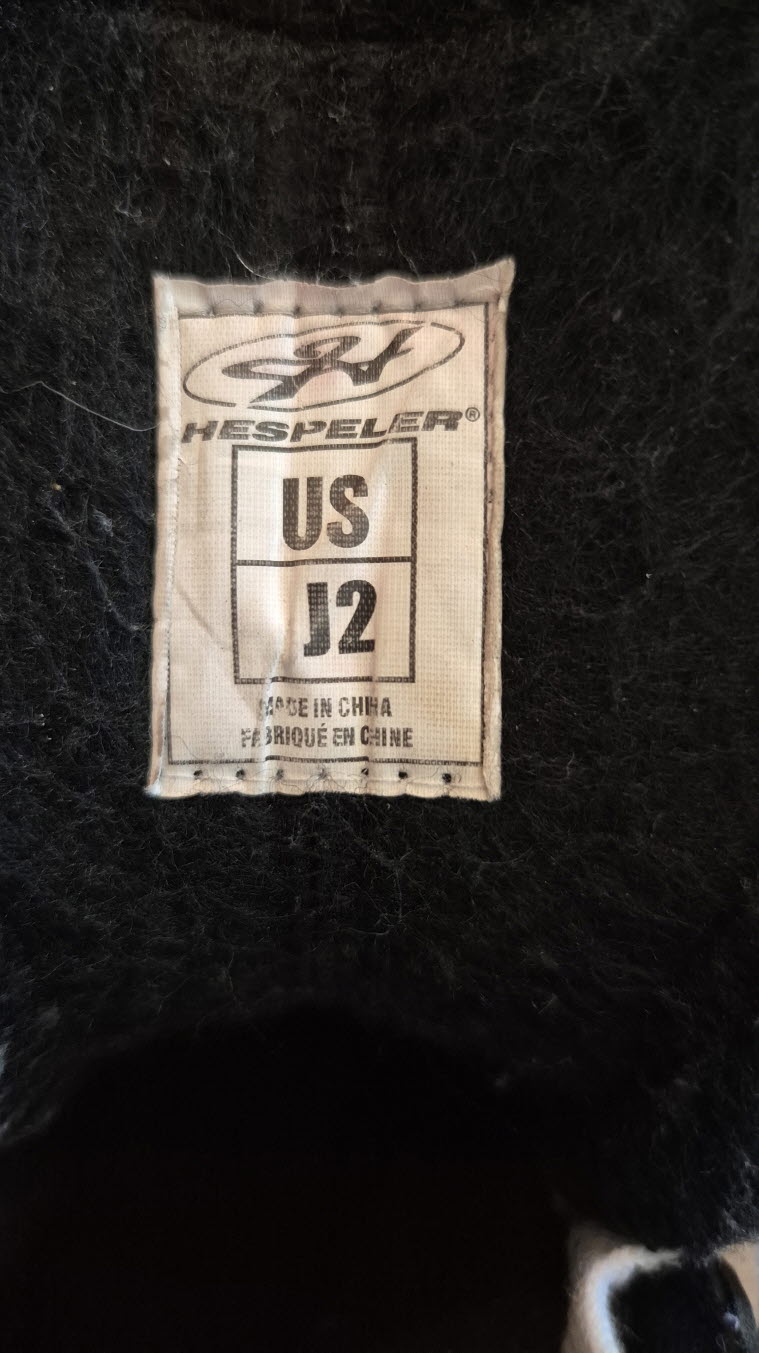 HESPELER®
US
J2
MADE IN CHINA
FABRIQUÉ EN CHINE